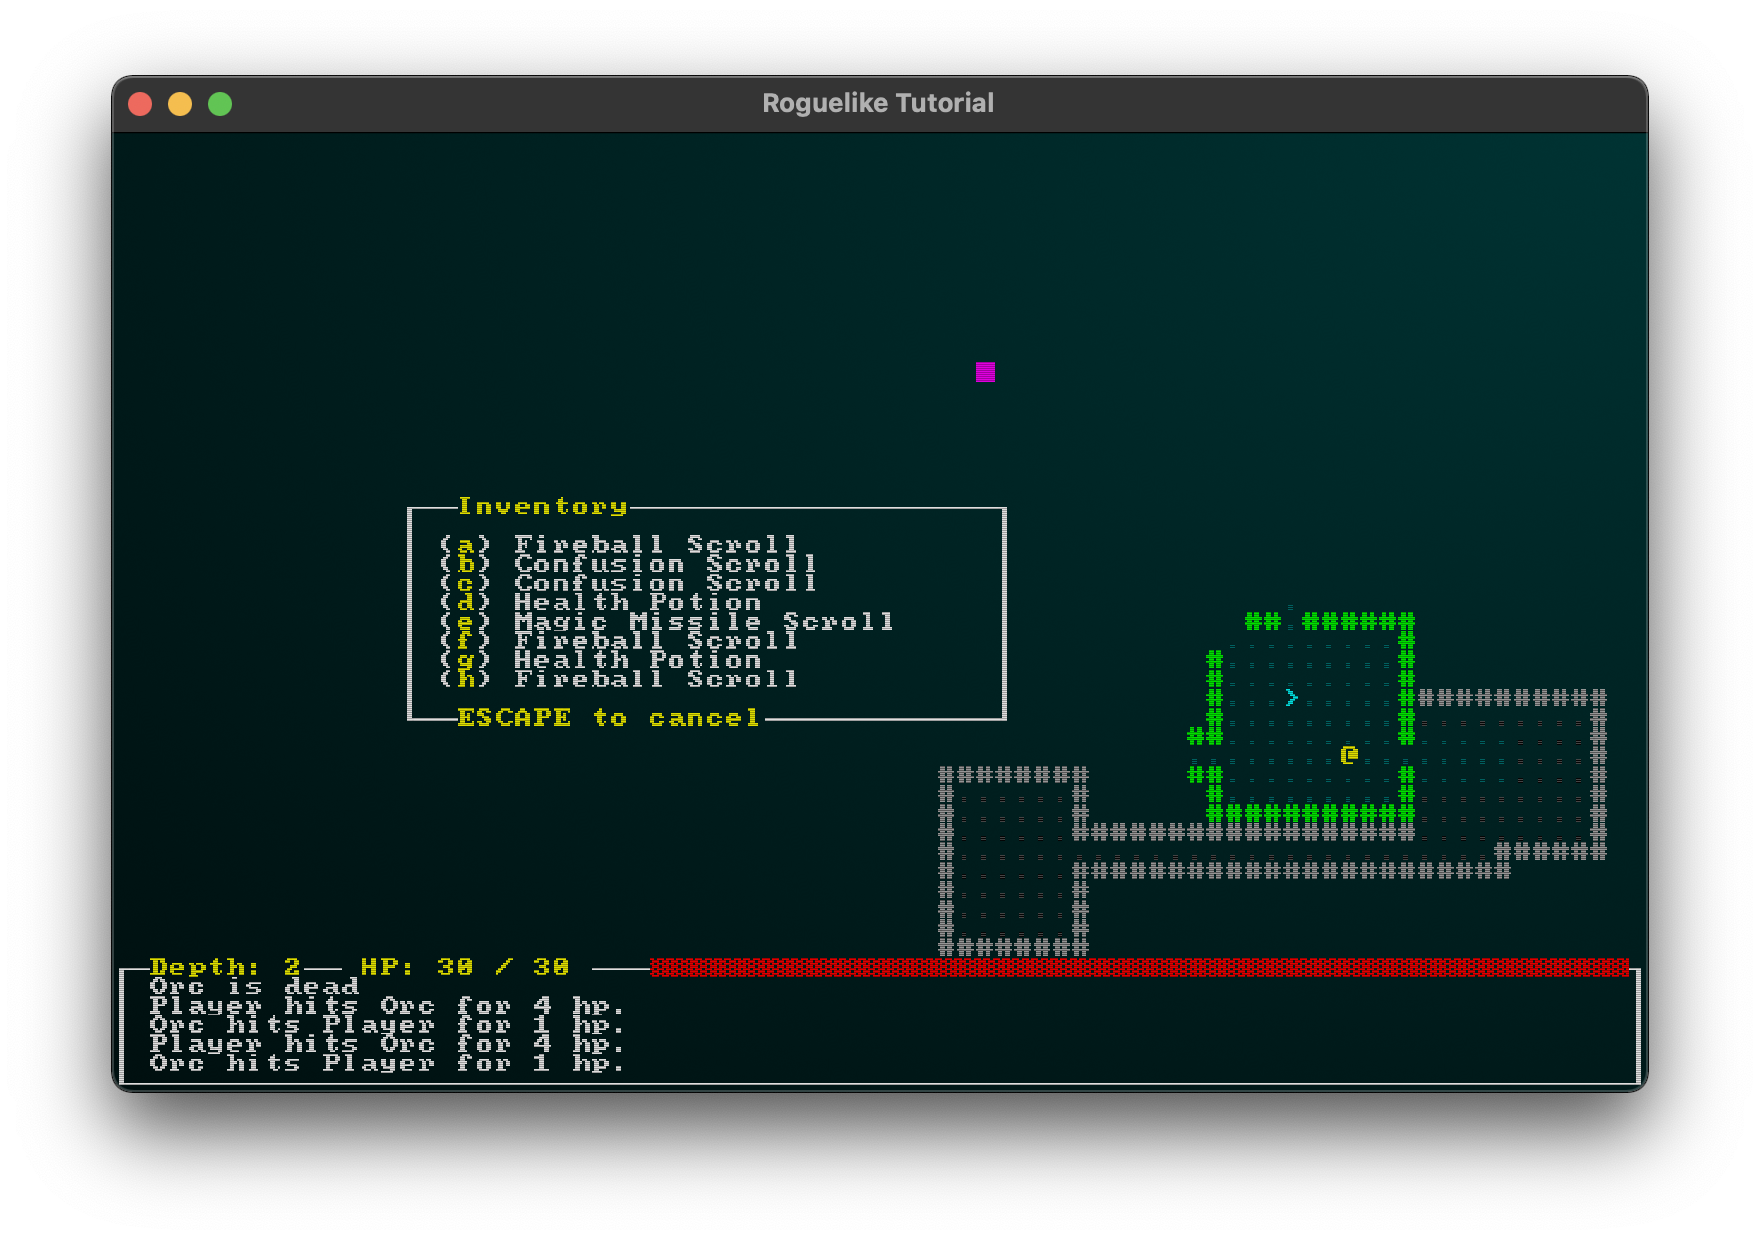 Roguelike Tutorial
Inventory
(a) Fireball Scroll
(b) Confusion Scroll
(c) Confusion Scroll
(d) Health Potion
(e) Magic Missile Scroll
(f) Fireball Scroll
(g) Health Potion
(h) Fireball Scroll
ESCAPE to cancel
Depth: 2 HP: 30 / 30
Orc is dead
Player hits Orc for 4 hp.
Orc hits Player for 1 hp.
Player hits Orc for 4 hp.
Orc hits Player for 1 hp.